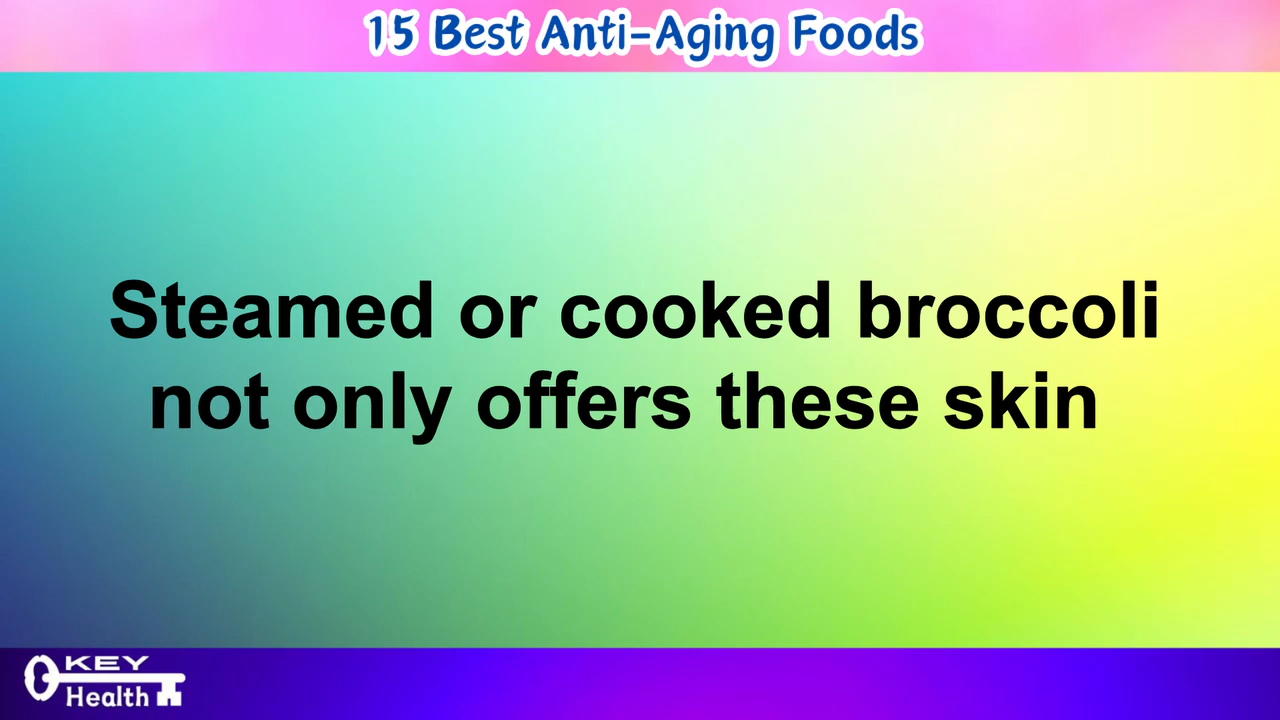 15 Best Anti-Aging Foods
Steamed or cooked broccoli
not only offers these skin
KEY
Health